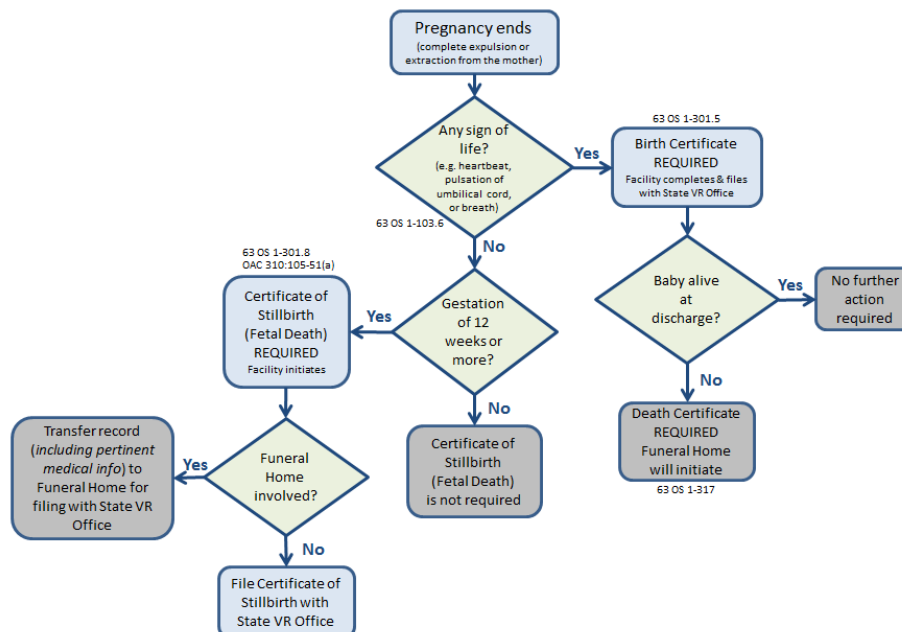 Pregnancy ends
(complete expulsion or
extraction from the mother)
Any sign of
life?
(e.g. heartbeat,
pulsation of
umbilical cord,
or breath)
63 OS 1-103.6
Yes
63 OS 1-301.5
Birth Certificate
REQUIRED
Facility completes & files
with State VR Office
No
63 OS 1-301.8
OAC 310:105-51(a)
Certificate of
Stillbirth
(Fetal Death)
REQUIRED
Facility initiates
Yes
Gestation
of 12
weeks or
more?
Baby alive
at
discharge?
Yes
No further
action
required
No
Certificate of
Stillbirth
(Fetal Death)
is not required
No
Death Certificate
REQUIRED
Funeral Home
will initiate
63 OS 1-317
Transfer record
(including pertinent
medical info) to
Funeral Home for
filing with State VR
Office
Yes
Funeral
Home
involved?
No
File Certificate of
Stillbirth with
State VR Office